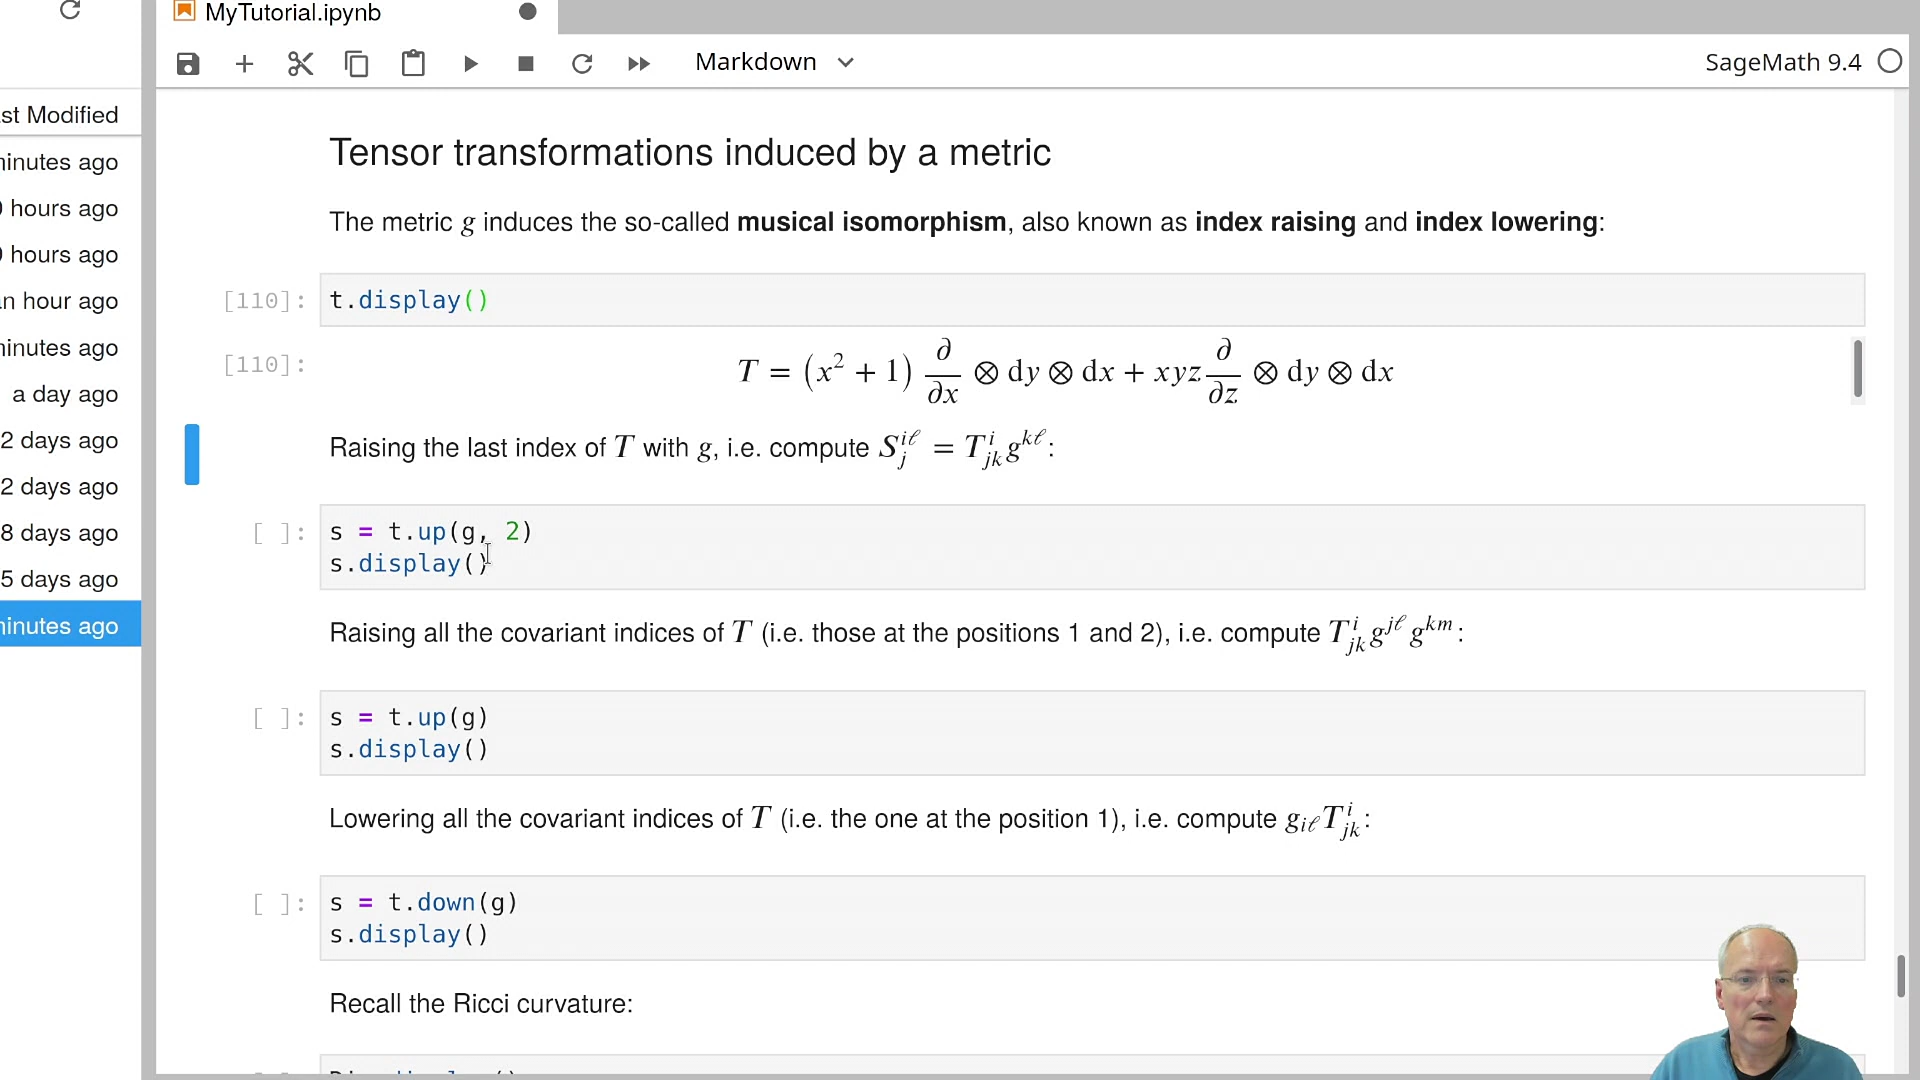 MyTutorial.ipynb
Markdown
SageMath 9.4
st Modified
inutes ago
hours ago
hours ago
n hour ago
inutes ago
a day ago
2 days ago
2 days ago
8 days ago
5 days ago
inutes ago
Tensor transformations induced by a metric
The metric g induces the so-called musical isomorphism, also known as index raising and index lowering:
[110]: t.display()
[110]: T = (x² + 1) ∂/∂x ⊗ dy ⊗ dx + xyz ∂/∂z ⊗ dy ⊗ dx
Raising the last index of T with g, i.e. compute S^{iℓ}_j = T^i_{jk} g^{kℓ}:
[ ]: s = t.up(g, 2)
s.display()
Raising all the covariant indices of T (i.e. those at the positions 1 and 2), i.e. compute T^i_{jk} g^{jℓ} g^{km}:
[ ]: s = t.up(g)
s.display()
Lowering all the covariant indices of T (i.e. the one at the position 1), i.e. compute g_{iℓ} T^i_{jk}:
[ ]: s = t.down(g)
s.display()
Recall the Ricci curvature: